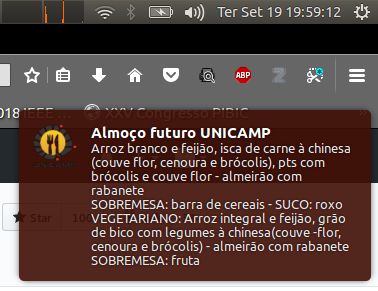 Ter Set 19 19:59:12
ABP
018 IEEE ...
XXV Congresso PIBIC
Almoço futuro UNICAMP
Arroz branco e feijão, isca de carne à chinesa
(couve flor, cenoura e brócolis), pts com
brócolis e couve flor - almeirão com
rabanete
Star
SOBREMESA: barra de cereais - SUCO: roxo
VEGETARIANO: Arroz integral e feijão, grão
de bico com legumes à chinesa(couve -flor,
cenoura e brócolis) - almeirão com rabanete
SOBREMESA: fruta